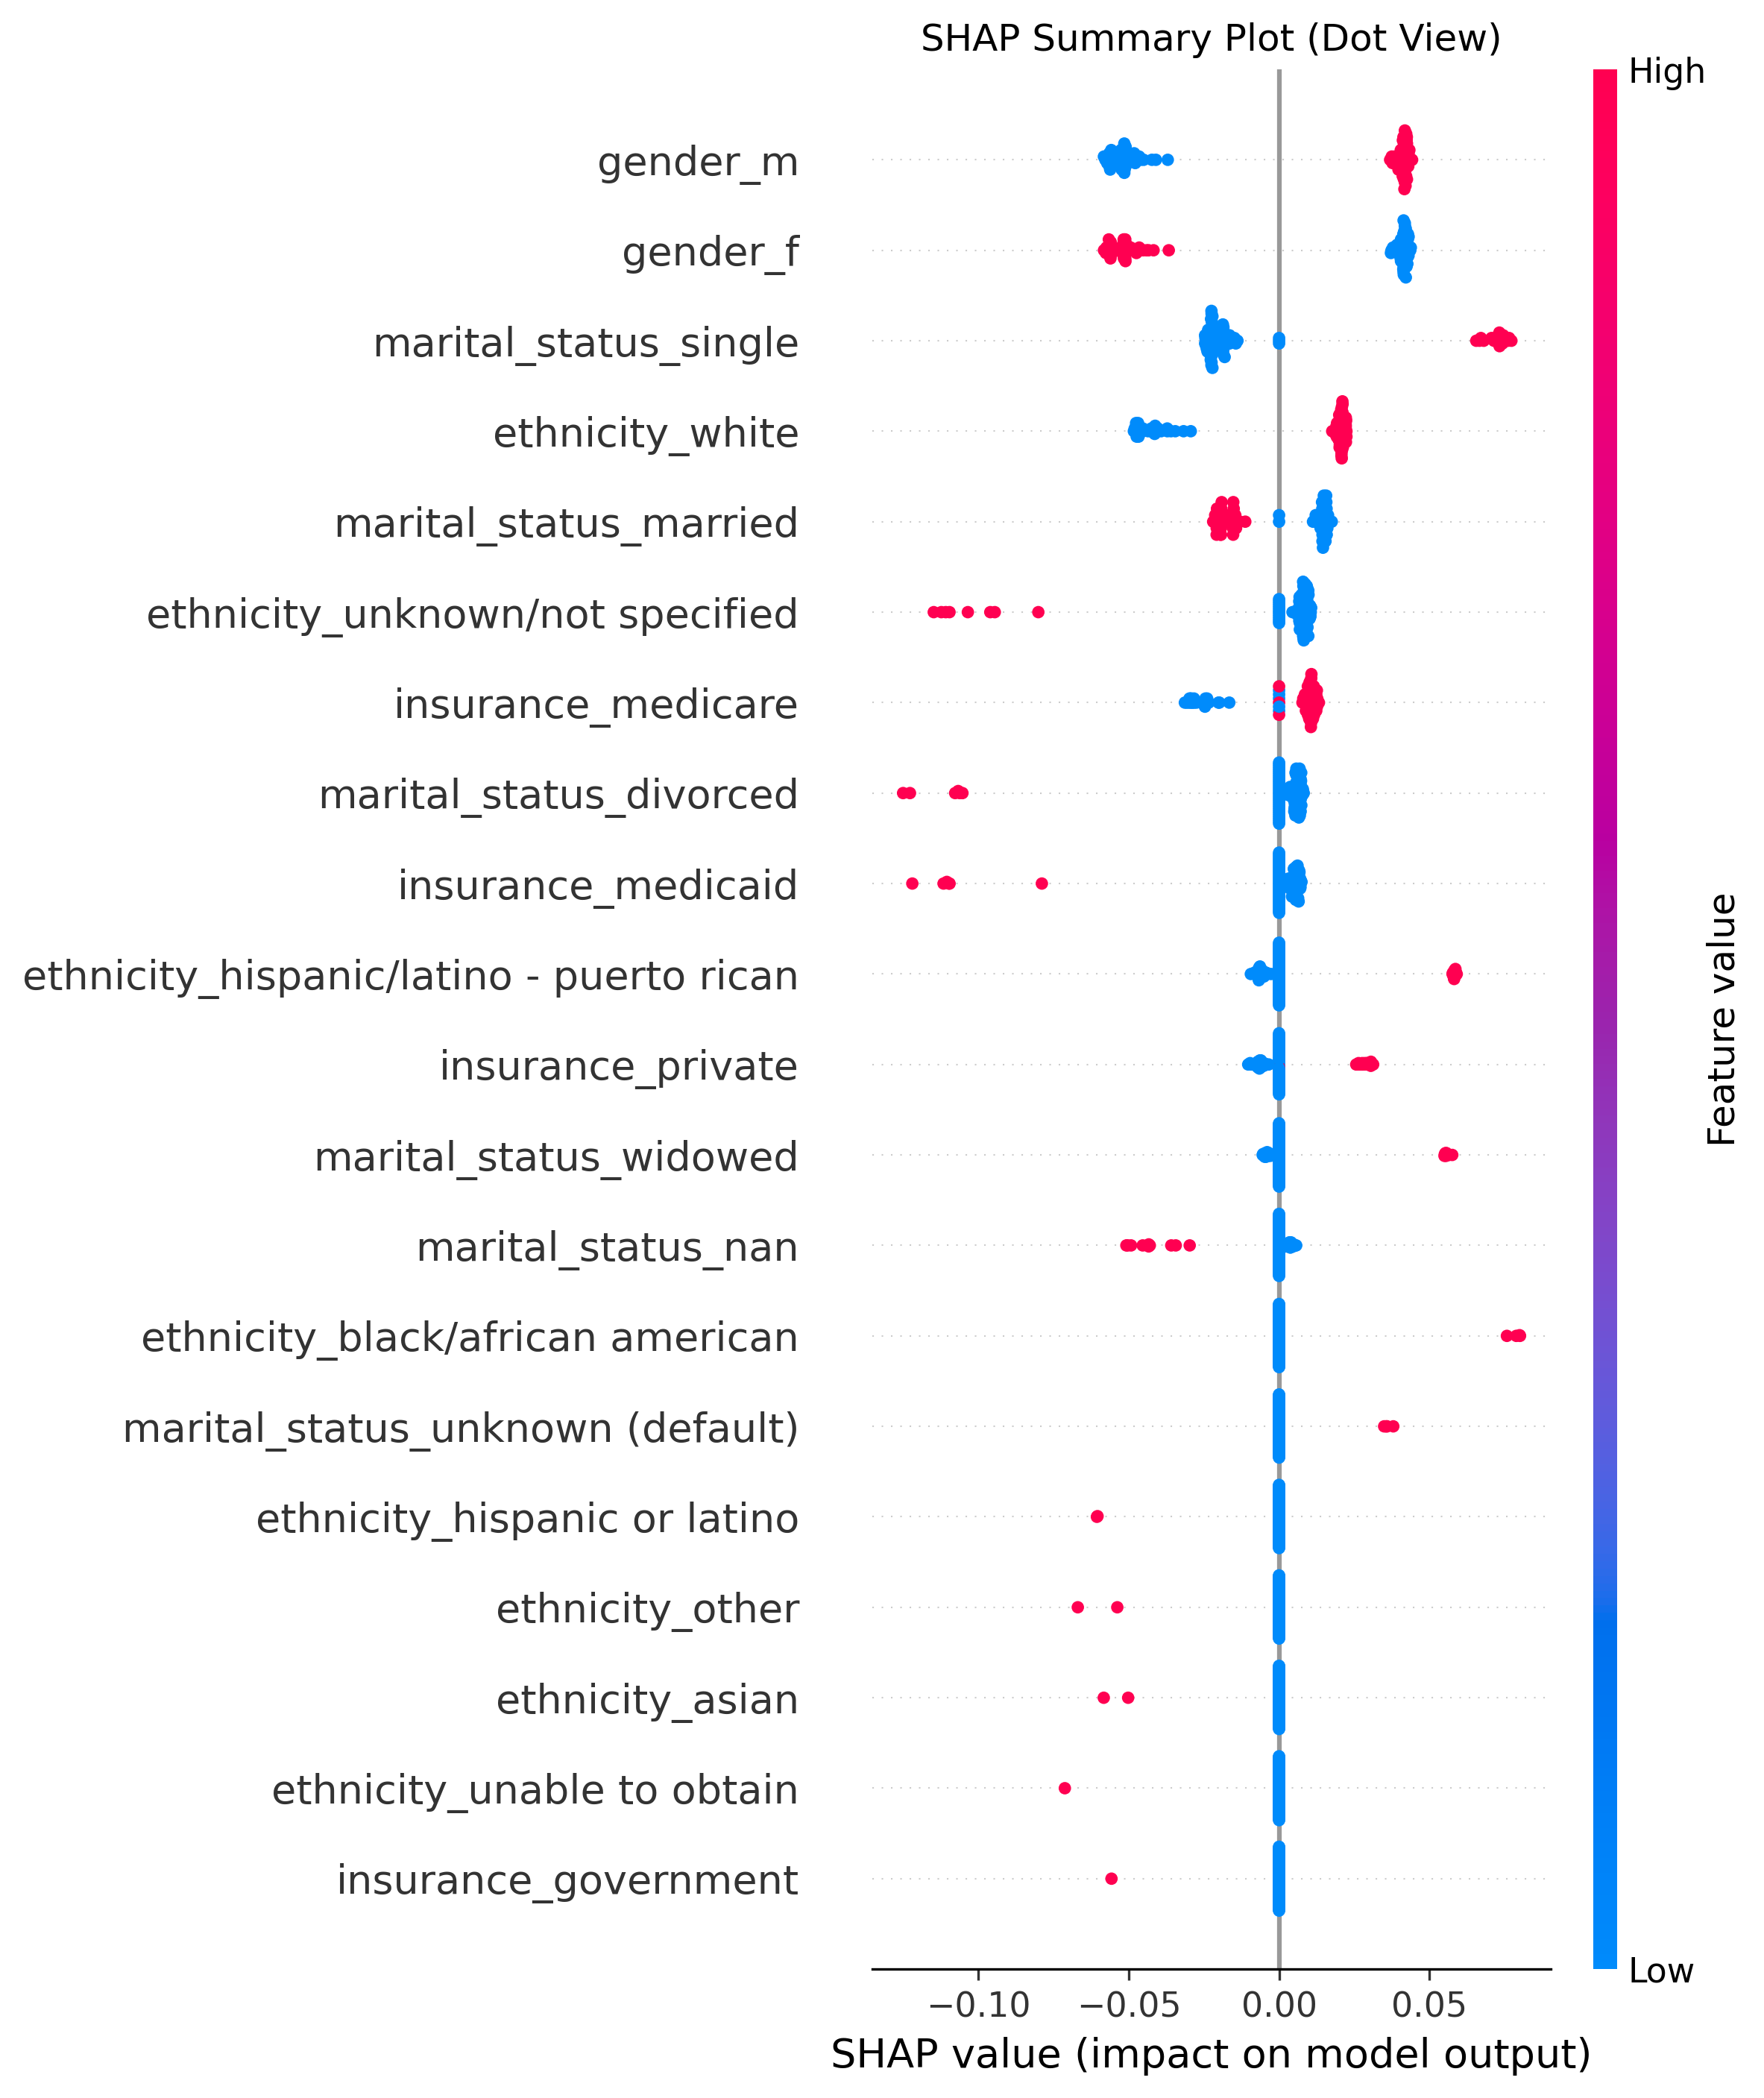 SHAP Summary Plot (Dot View)
High
gender_m
gender_f
marital_status_single
ethnicity_white
marital_status_married
ethnicity_unknown/not specified
insurance_medicare
marital_status_divorced
insurance_medicaid
ethnicity_hispanic/latino - puerto rican
insurance_private
marital_status_widowed
marital_status_nan
ethnicity_black/african american
marital_status_unknown (default)
ethnicity_hispanic or latino
ethnicity_other
ethnicity_asian
ethnicity_unable to obtain
insurance_government
Feature value
Low
−0.10 −0.05 0.00 0.05
SHAP value (impact on model output)